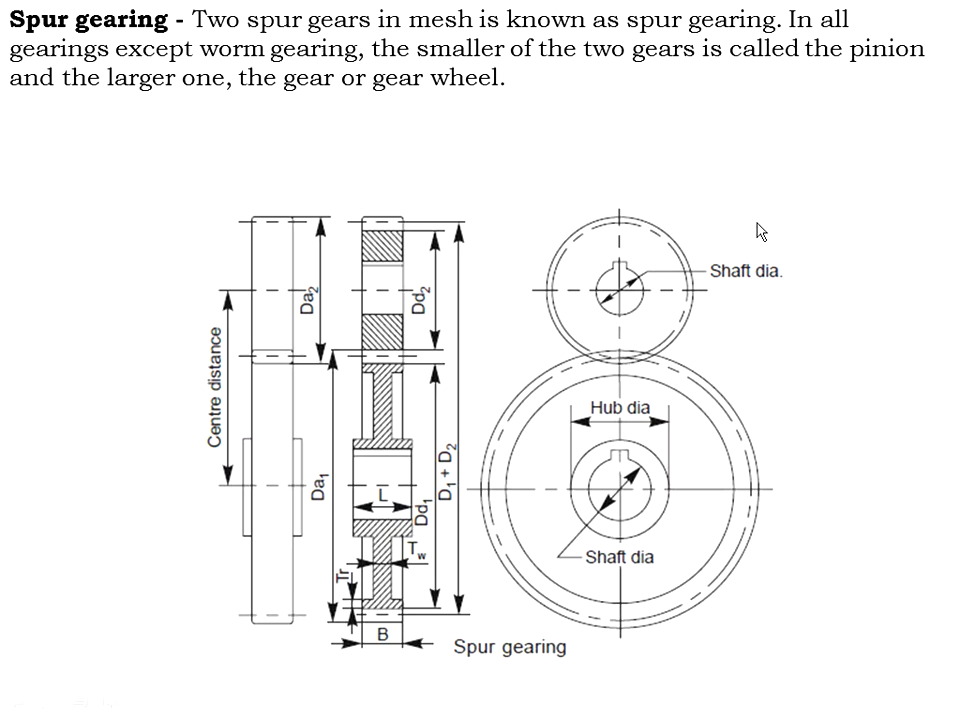 Spur gearing - Two spur gears in mesh is known as spur gearing. In all
gearings except worm gearing, the smaller of the two gears is called the pinion
and the larger one, the gear or gear wheel.
Shaft dia.
Da2
Dd2
Centre distance
Hub dia
D1 + D2
Da1
L
Dd1
Tw
Shaft dia
Tr
B
Spur gearing